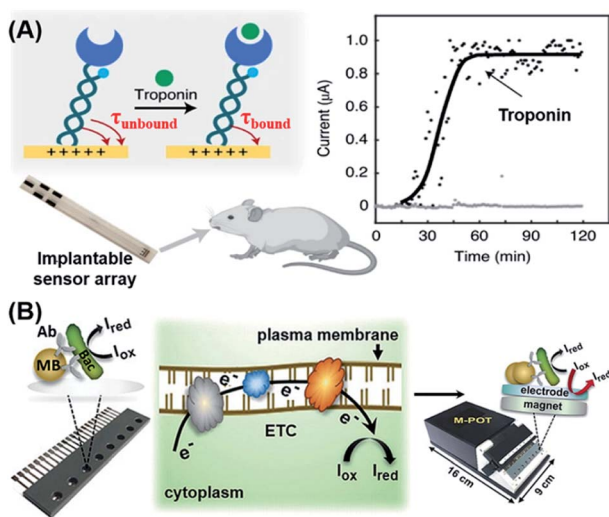 (A)
Troponin
τunbound
τbound
+ + + + +
+ + + + +
Implantable
sensor array
Current (µA)
1.0
0.8
0.6
0.4
0.2
0
Troponin
0 30 60 90 120
Time (min)
(B)
Ab
MB
Bac
Ired
Iox
plasma membrane
e-
e-
e-
e-
ETC
Iox
Ired
cytoplasm
Ired
Iox
Ired
electrode
magnet
M-POT
16 cm
9 cm